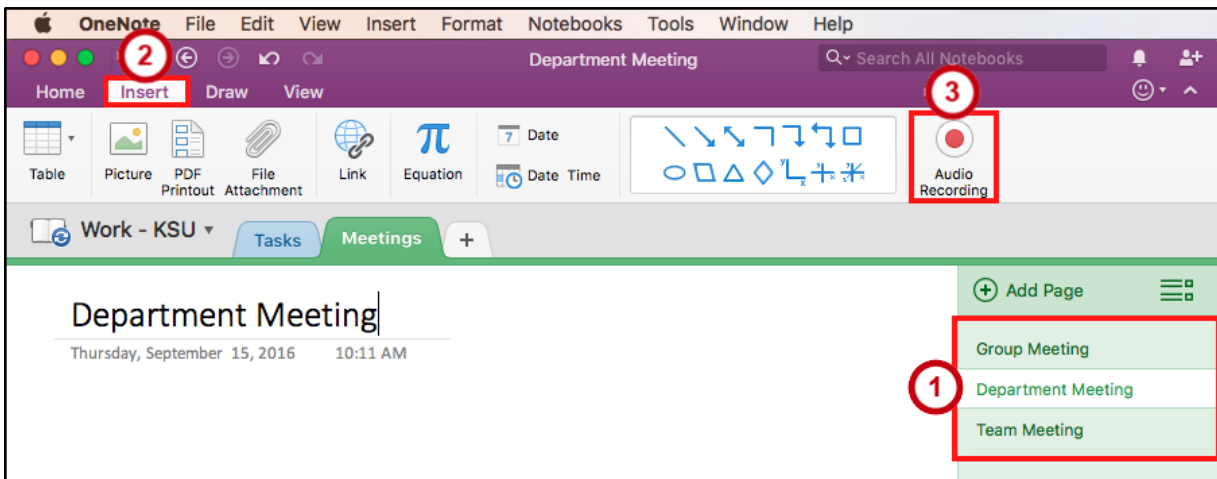 OneNote File Edit View Insert Format Notebooks Tools Window Help
2 Department Meeting Search All Notebooks
Home Insert Draw View 3
Table Picture PDF Printout File Attachment Link Equation 7 Date Date Time Audio Recording
Work - KSU Tasks Meetings +
Add Page
Department Meeting
Thursday, September 15, 2016 10:11 AM
1
Group Meeting
Department Meeting
Team Meeting